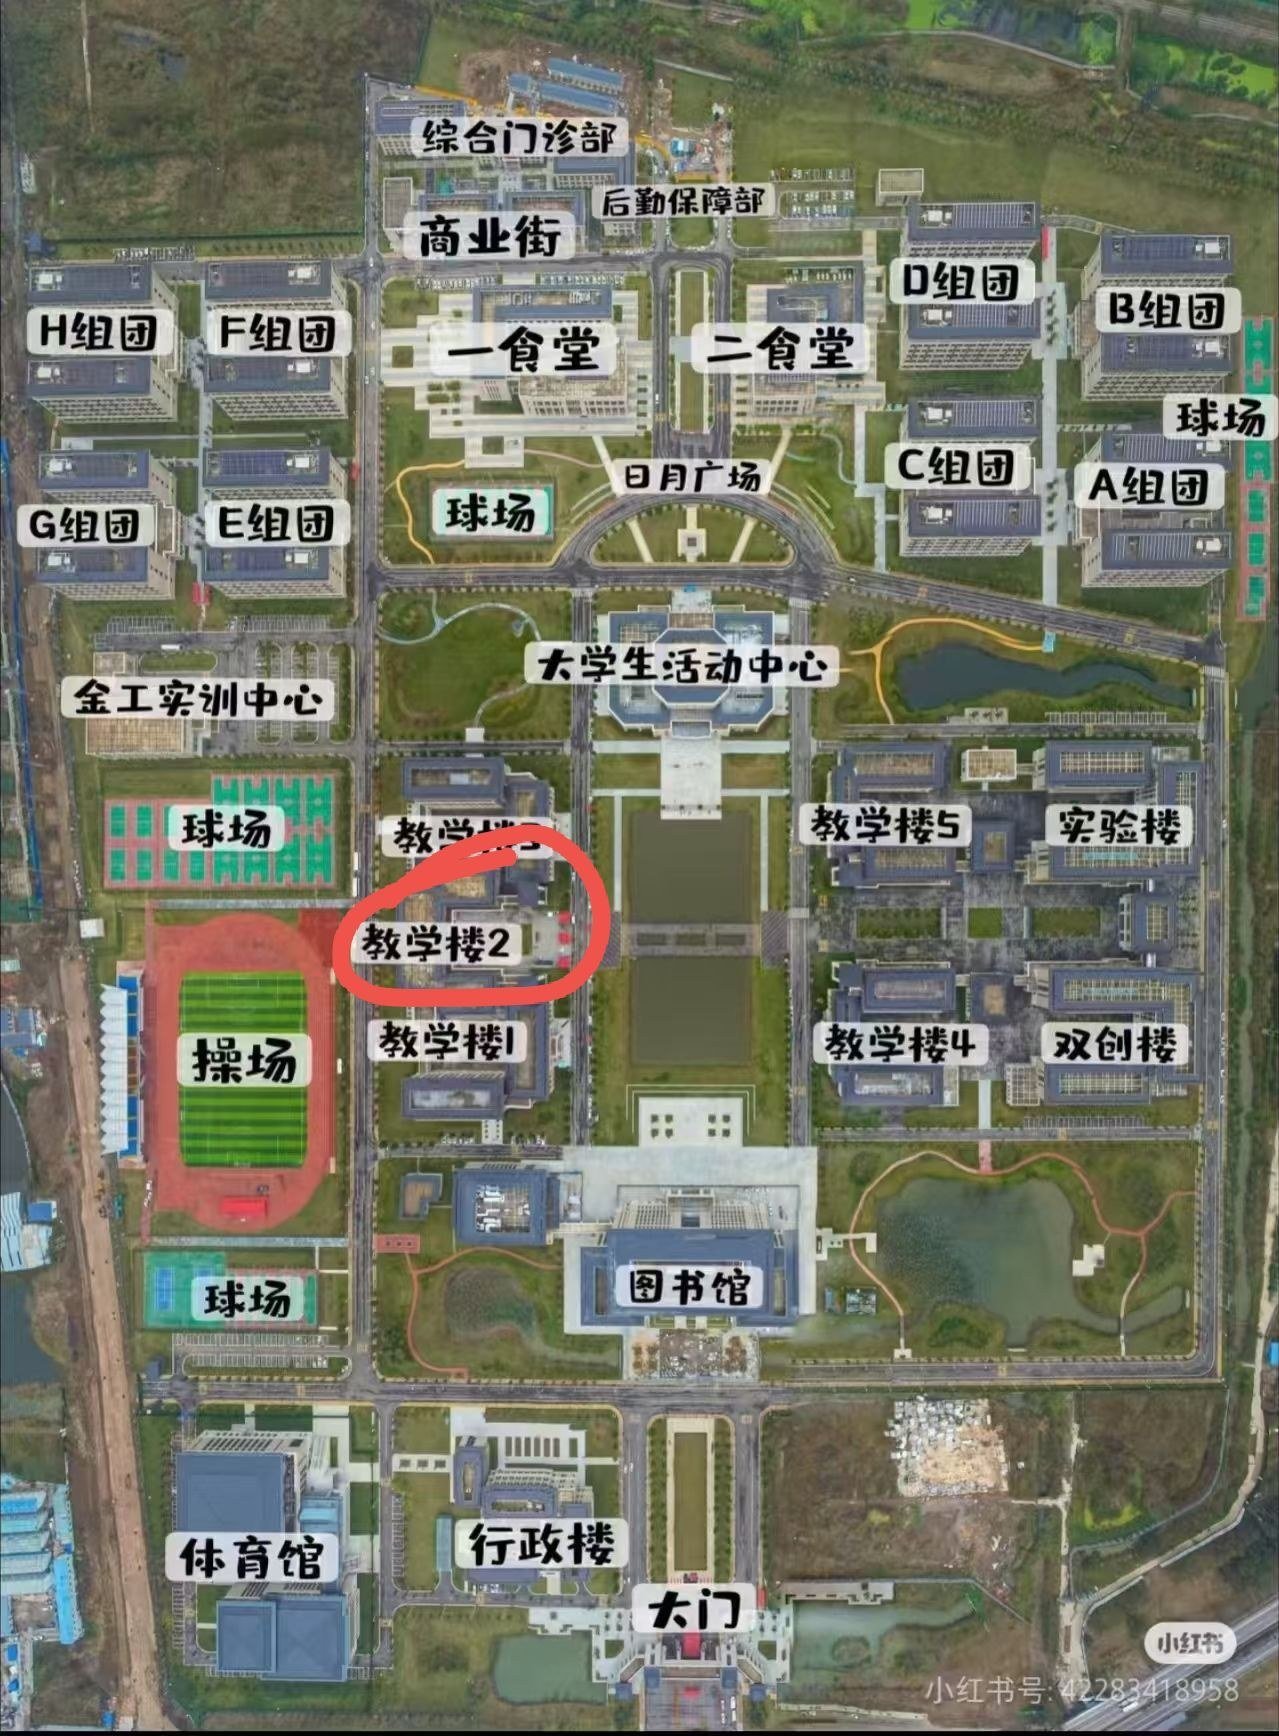 综合门诊部
后勤保障部
商业街
D组团
B组团
H组团
F组团
一食堂
二食堂
球场
C组团
A组团
日月广场
球场
G组团
E组团
大学生活动中心
金工实训中心
球场
教学楼3
教学楼5
实验楼
教学楼2
教学楼1
教学楼4
双创楼
操场
图书馆
球场
体育馆
行政楼
大门
小红书
小红书号: 42283418958